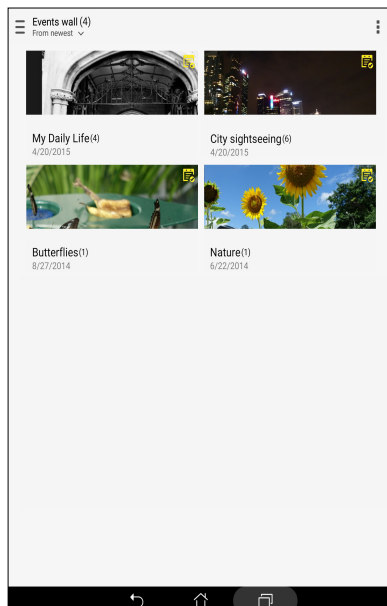 Events wall (4)
From newest
My Daily Life(4)
4/20/2015
City sightseeing(6)
4/20/2015
Butterflies(1)
8/27/2014
Nature(1)
6/22/2014